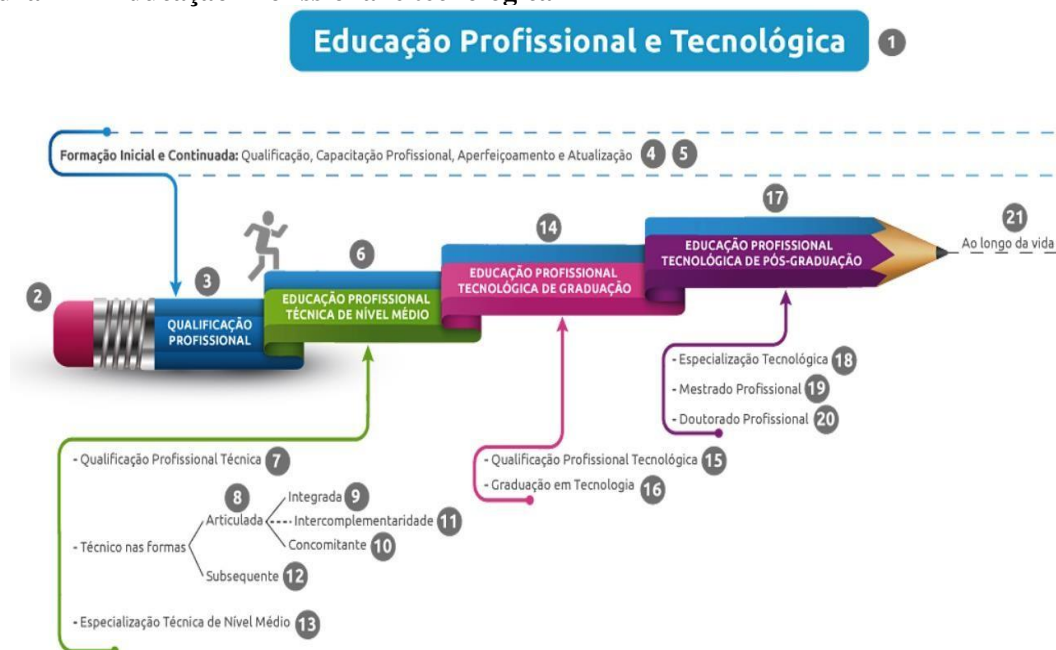 Educação Profissional e Tecnológica 1
Formação Inicial e Continuada: Qualificação, Capacitação Profissional, Aperfeiçoamento e Atualização 4 5
17
21
Ao longo da vida
14
EDUCAÇÃO PROFISSIONAL
TECNOLÓGICA DE PÓS-GRADUAÇÃO
6
EDUCAÇÃO PROFISSIONAL
TECNOLÓGICA DE GRADUAÇÃO
2
3
EDUCAÇÃO PROFISSIONAL
TÉCNICA DE NÍVEL MÉDIO
QUALIFICAÇÃO
PROFISSIONAL
- Especialização Tecnológica 18
- Mestrado Profissional 19
- Doutorado Profissional 20
- Qualificação Profissional Técnica 7
- Qualificação Profissional Tecnológica 15
- Graduação em Tecnologia 16
8
Integrada 9
Articulada
Intercomplementaridade 11
Concomitante 10
- Técnico nas formas
Subsequente 12
- Especialização Técnica de Nível Médio 13